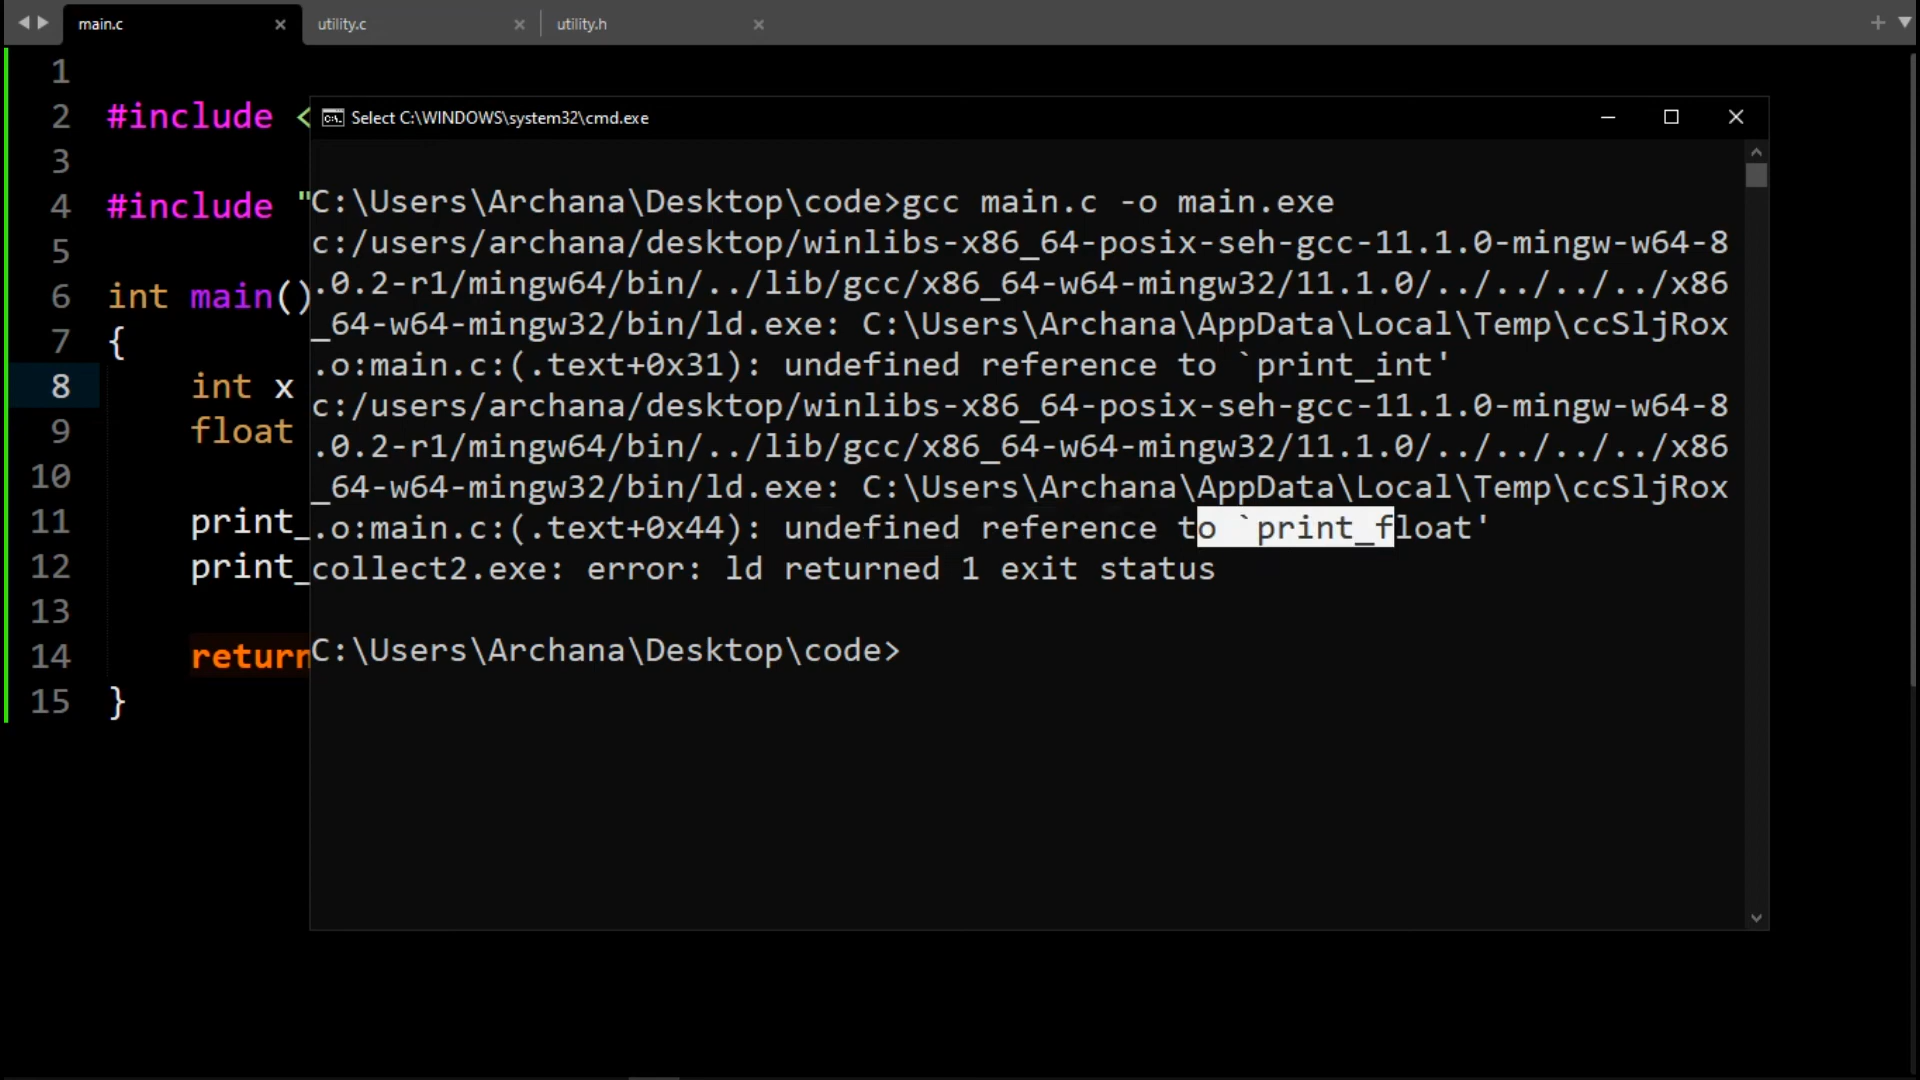 main.c
utility.c
utility.h
1
2 #include <
3
4 #include "
5
6 int main()
7 {
8 int x
9 float
10
11 print_
12 print_
13
14 return
15 }
Select C:\WINDOWS\system32\cmd.exe
C:\Users\Archana\Desktop\code>gcc main.c -o main.exe
c:/users/archana/desktop/winlibs-x86_64-posix-seh-gcc-11.1.0-mingw-w64-8
.0.2-r1/mingw64/bin/../lib/gcc/x86_64-w64-mingw32/11.1.0/../../../../x86
_64-w64-mingw32/bin/ld.exe: C:\Users\Archana\AppData\Local\Temp\ccSljRox
.o:main.c:(.text+0x31): undefined reference to `print_int'
c:/users/archana/desktop/winlibs-x86_64-posix-seh-gcc-11.1.0-mingw-w64-8
.0.2-r1/mingw64/bin/../lib/gcc/x86_64-w64-mingw32/11.1.0/../../../../x86
_64-w64-mingw32/bin/ld.exe: C:\Users\Archana\AppData\Local\Temp\ccSljRox
.o:main.c:(.text+0x44): undefined reference to `print_float'
collect2.exe: error: ld returned 1 exit status
C:\Users\Archana\Desktop\code>